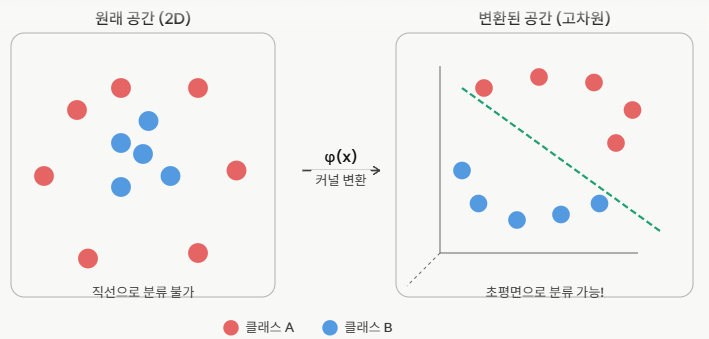 원래 공간 (2D)
변환된 공간 (고차원)
φ(x)
커널 변환
직선으로 분류 불가
초평면으로 분류 가능!
클래스 A
클래스 B